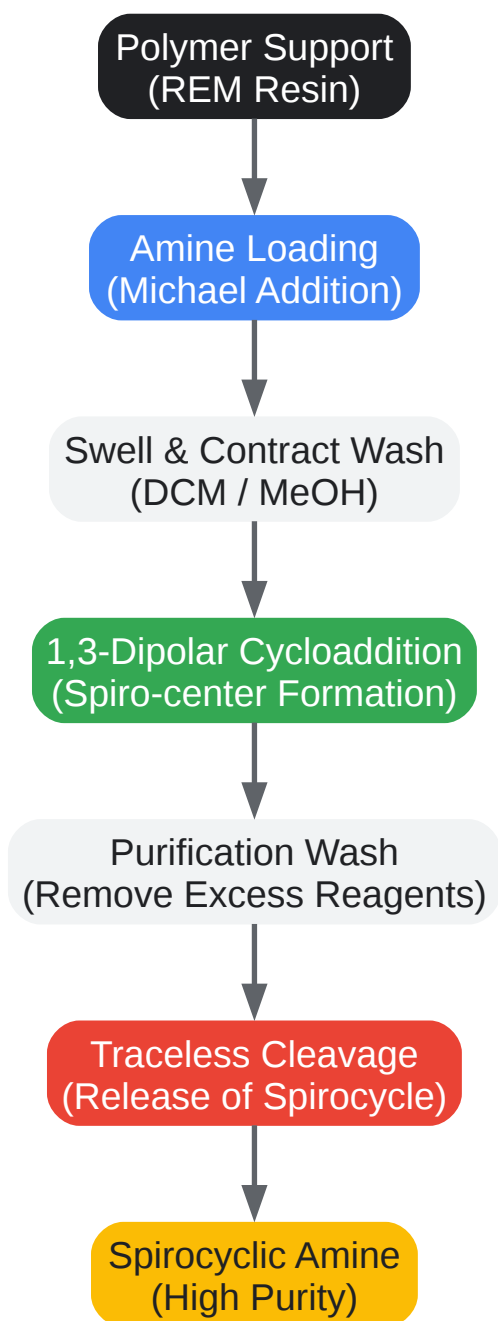 Polymer Support
(REM Resin)
Amine Loading
(Michael Addition)
Swell & Contract Wash
(DCM / MeOH)
1,3-Dipolar Cycloaddition
(Spiro-center Formation)
Purification Wash
(Remove Excess Reagents)
Traceless Cleavage
(Release of Spirocycle)
Spirocyclic Amine
(High Purity)